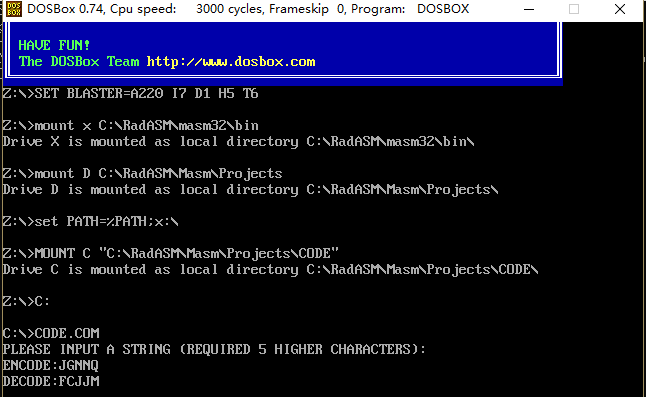 DOSBox 0.74, Cpu speed:    3000 cycles, Frameskip  0, Program:   DOSBOX
HAVE FUN!
The DOSBox Team http://www.dosbox.com
Z:\>SET BLASTER=A220 I7 D1 H5 T6
Z:\>mount x C:\RadASM\masm32\bin
Drive X is mounted as local directory C:\RadASM\masm32\bin\
Z:\>mount D C:\RadASM\Masm\Projects
Drive D is mounted as local directory C:\RadASM\Masm\Projects\
Z:\>set PATH=%PATH;x:\
Z:\>MOUNT C "C:\RadASM\Masm\Projects\CODE"
Drive C is mounted as local directory C:\RadASM\Masm\Projects\CODE\
Z:\>C:
C:\>CODE.COM
PLEASE INPUT A STRING (REQUIRED 5 HIGHER CHARACTERS):
ENCODE:JGNNQ
DECODE:FCJJM